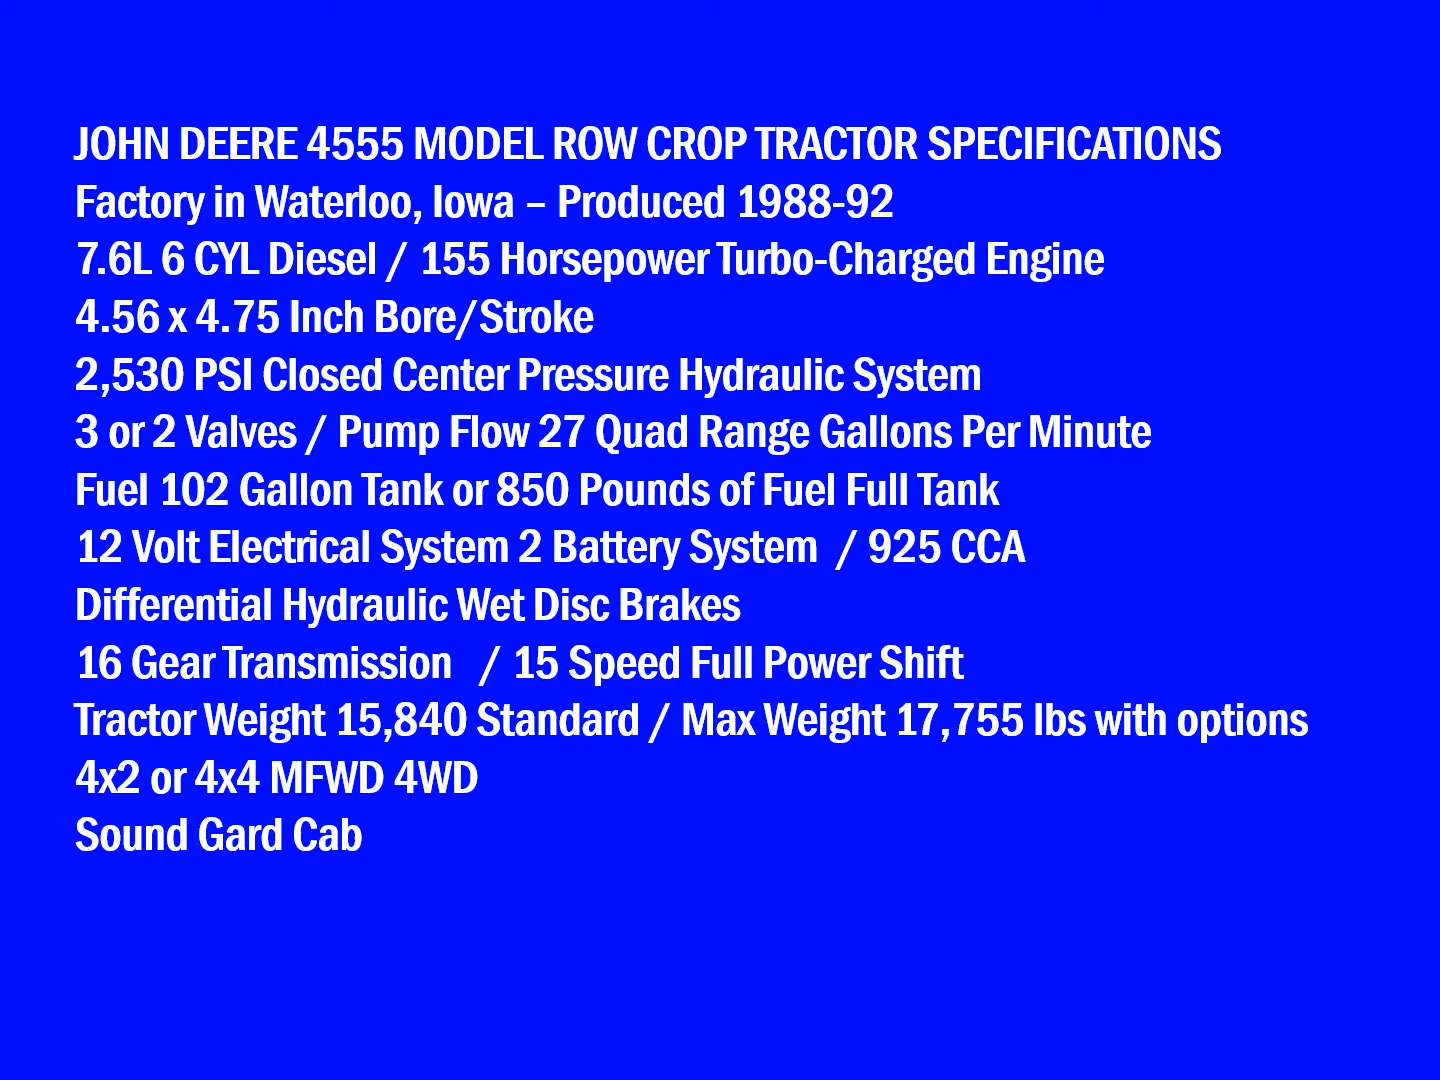 JOHN DEERE 4555 MODEL ROW CROP TRACTOR SPECIFICATIONS
Factory in Waterloo, Iowa – Produced 1988-92
7.6L 6 CYL Diesel / 155 Horsepower Turbo-Charged Engine
4.56 x 4.75 Inch Bore/Stroke
2,530 PSI Closed Center Pressure Hydraulic System
3 or 2 Valves / Pump Flow 27 Quad Range Gallons Per Minute
Fuel 102 Gallon Tank or 850 Pounds of Fuel Full Tank
12 Volt Electrical System 2 Battery System / 925 CCA
Differential Hydraulic Wet Disc Brakes
16 Gear Transmission / 15 Speed Full Power Shift
Tractor Weight 15,840 Standard / Max Weight 17,755 lbs with options
4x2 or 4x4 MFWD 4WD
Sound Gard Cab